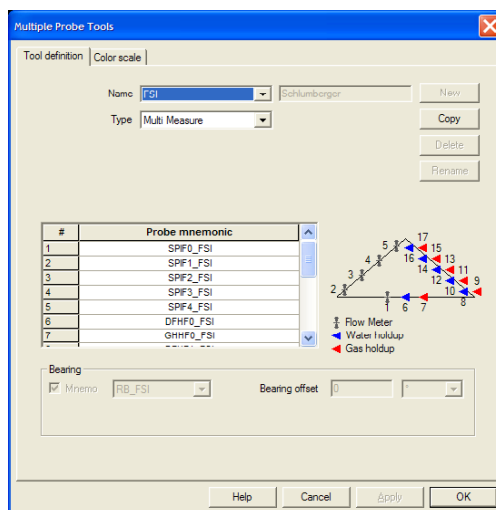 Multiple Probe Tools
Tool definition Color scale
Name FSI Schlumberger New
Type Multi Measure Copy
Delete
Rename
# Probe mnemonic
1 SPIF0_FSI
2 SPIF1_FSI
3 SPIF2_FSI
4 SPIF3_FSI
5 SPIF4_FSI
6 DFHF0_FSI
7 GHHF0_FSI
17
5 15
16 13
4 14 11
3 12 9
2 10
1 6 7 8
Flow Meter
Water holdup
Gas holdup
Bearing
Mnemo RB_FSI Bearing offset 0 °
Help Cancel Apply OK